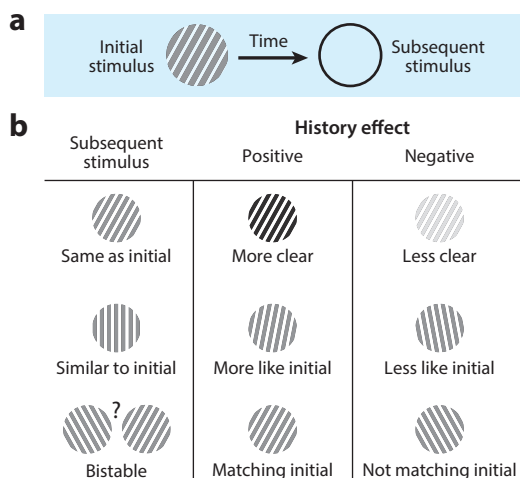 a
Initial stimulus
Time
Subsequent stimulus
b
History effect
Subsequent stimulus
Positive
Negative
Same as initial
More clear
Less clear
Similar to initial
More like initial
Less like initial
?
Bistable
Matching initial
Not matching initial